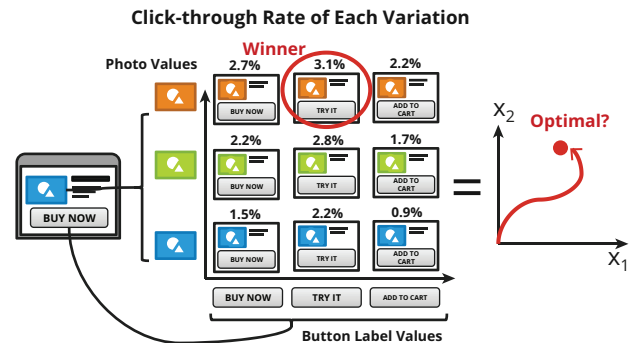 Click-through Rate of Each Variation
Winner
Photo Values
2.7%
3.1%
2.2%
BUY NOW
TRY IT
ADD TO
CART
2.2%
2.8%
1.7%
BUY NOW
TRY IT
ADD TO
CART
1.5%
2.2%
0.9%
BUY NOW
TRY IT
ADD TO
CART
BUY NOW
BUY NOW
TRY IT
ADD TO CART
Button Label Values
=
X2
Optimal?
X1